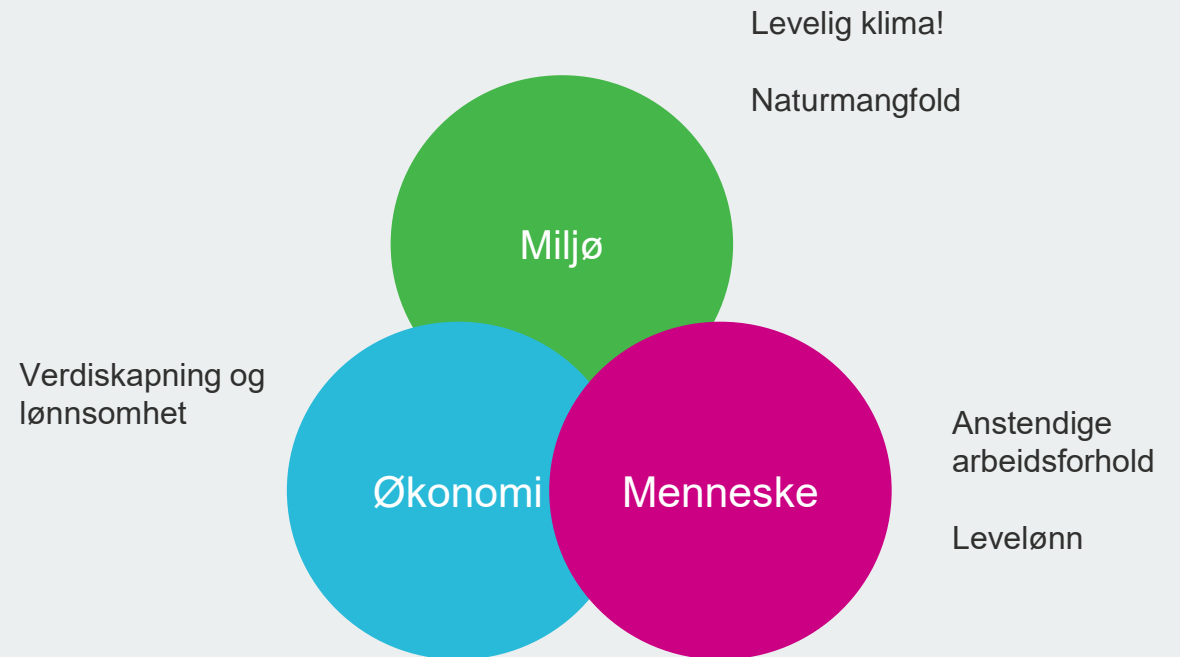 Levelig klima!
Naturmangfold
Miljø
Verdiskapning og
lønnsomhet
Økonomi
Menneske
Anstendige
arbeidsforhold
Levelønn